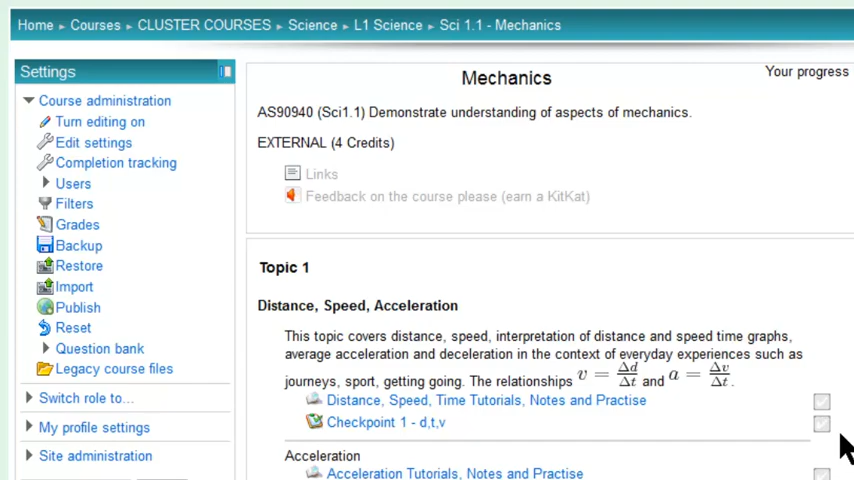 Home ▸ Courses ▸ CLUSTER COURSES ▸ Science ▸ L1 Science ▸ Sci 1.1 - Mechanics
Settings
Course administration
Turn editing on
Edit settings
Completion tracking
Users
Filters
Grades
Backup
Restore
Import
Publish
Reset
Question bank
Legacy course files
Switch role to...
My profile settings
Site administration
Your progress
Mechanics
AS90940 (Sci1.1) Demonstrate understanding of aspects of mechanics.
EXTERNAL (4 Credits)
Links
Feedback on the course please (earn a KitKat)
Topic 1
Distance, Speed, Acceleration
This topic covers distance, speed, interpretation of distance and speed time graphs,
average acceleration and deceleration in the context of everyday experiences such as
journeys, sport, getting going. The relationships v = Δd/Δt and a = Δv/Δt.
Distance, Speed, Time Tutorials, Notes and Practise
Checkpoint 1 - d,t,v
Acceleration
Acceleration Tutorials, Notes and Practise